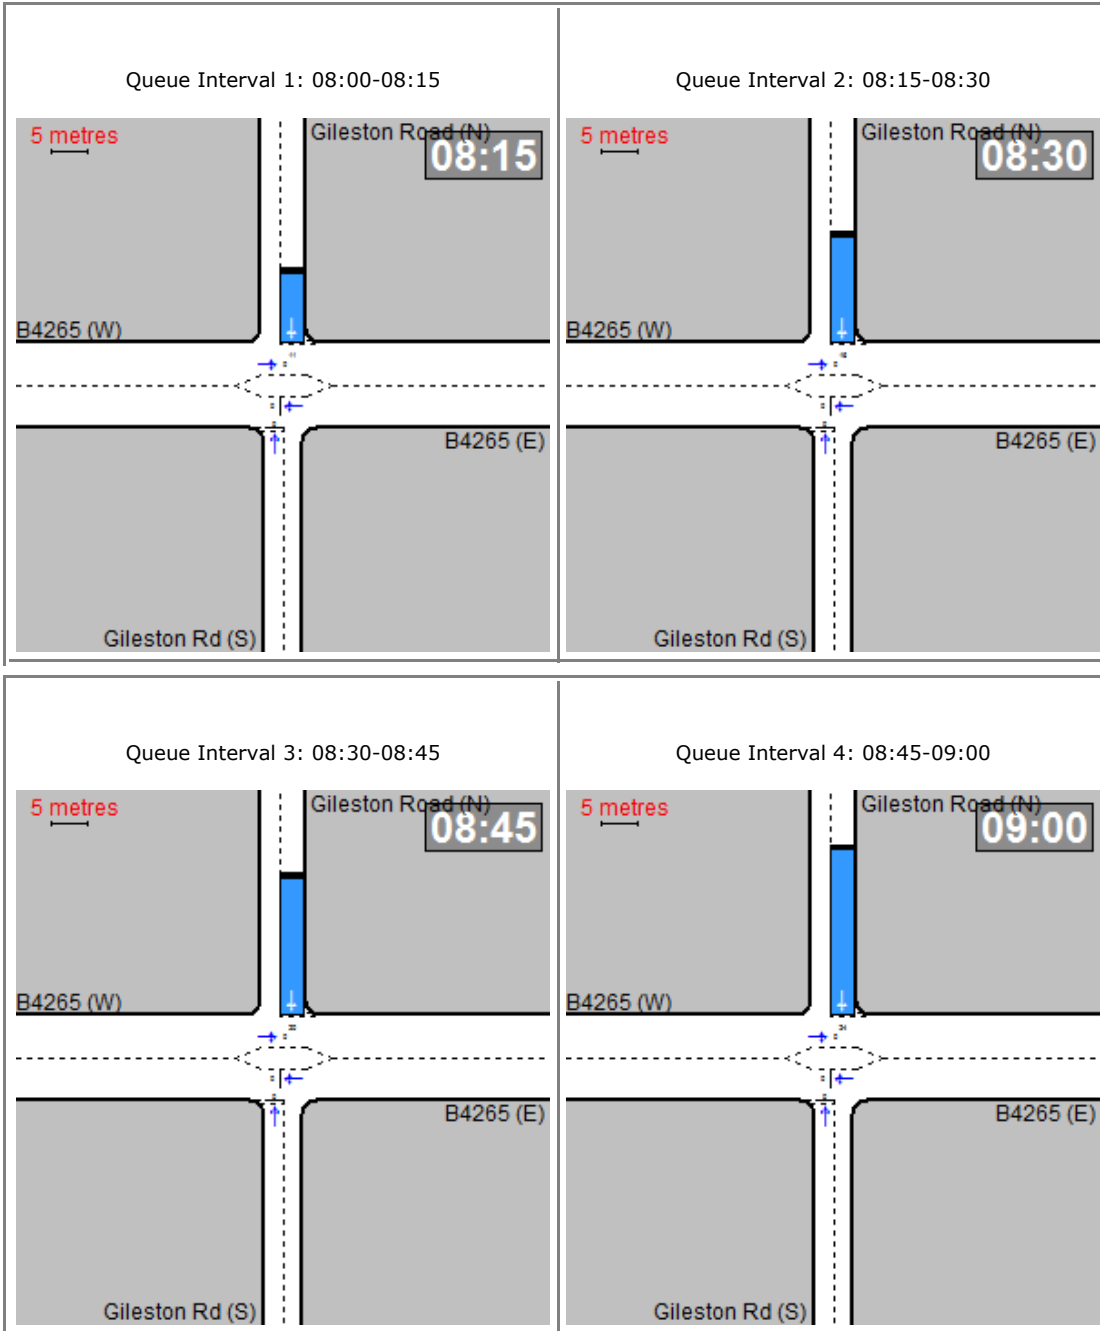 Queue Interval 1: 08:00-08:15
5 metres
Gileston Road (N)
08:15
B4265 (W)
B4265 (E)
Gileston Rd (S)
Queue Interval 2: 08:15-08:30
5 metres
Gileston Road (N)
08:30
B4265 (W)
B4265 (E)
Gileston Rd (S)
Queue Interval 3: 08:30-08:45
5 metres
Gileston Road (N)
08:45
B4265 (W)
B4265 (E)
Gileston Rd (S)
Queue Interval 4: 08:45-09:00
5 metres
Gileston Road (N)
09:00
B4265 (W)
B4265 (E)
Gileston Rd (S)